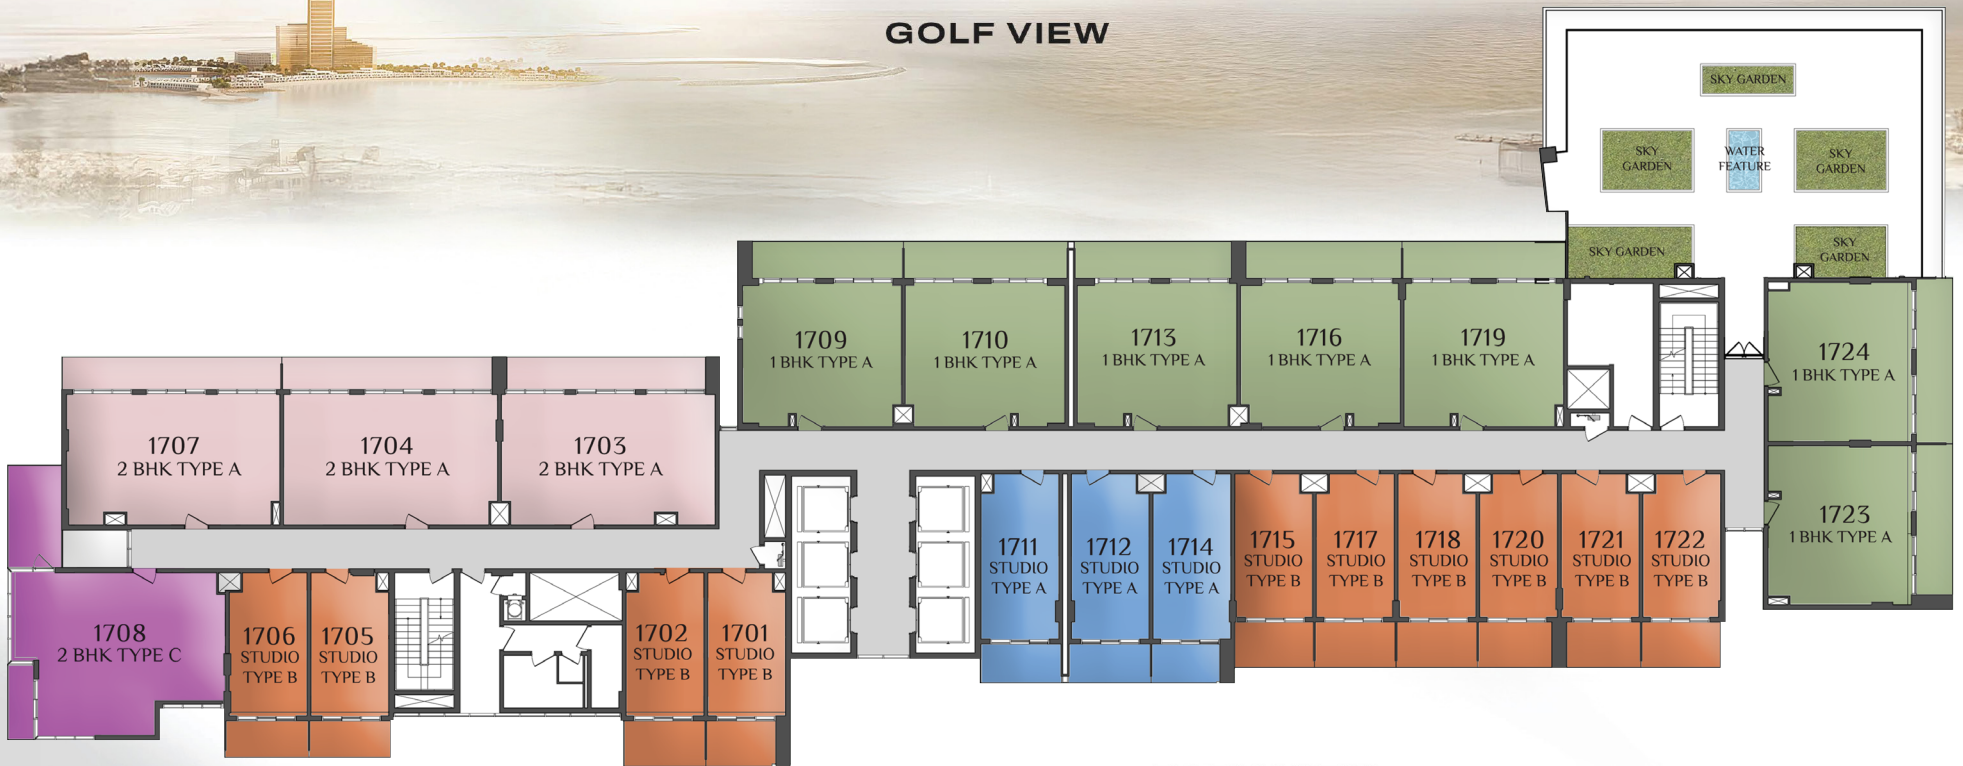 GOLF VIEW
SKY GARDEN
SKY
GARDEN
WATER
FEATURE
SKY
GARDEN
SKY GARDEN
SKY
GARDEN
1709
1 BHK TYPE A
1710
1 BHK TYPE A
1713
1 BHK TYPE A
1716
1 BHK TYPE A
1719
1 BHK TYPE A
1724
1 BHK TYPE A
1707
2 BHK TYPE A
1704
2 BHK TYPE A
1703
2 BHK TYPE A
1723
1 BHK TYPE A
1711
STUDIO
TYPE A
1712
STUDIO
TYPE A
1714
STUDIO
TYPE A
1715
STUDIO
TYPE B
1717
STUDIO
TYPE B
1718
STUDIO
TYPE B
1720
STUDIO
TYPE B
1721
STUDIO
TYPE B
1722
STUDIO
TYPE B
1708
2 BHK TYPE C
1706
STUDIO
TYPE B
1705
STUDIO
TYPE B
1702
STUDIO
TYPE B
1701
STUDIO
TYPE B